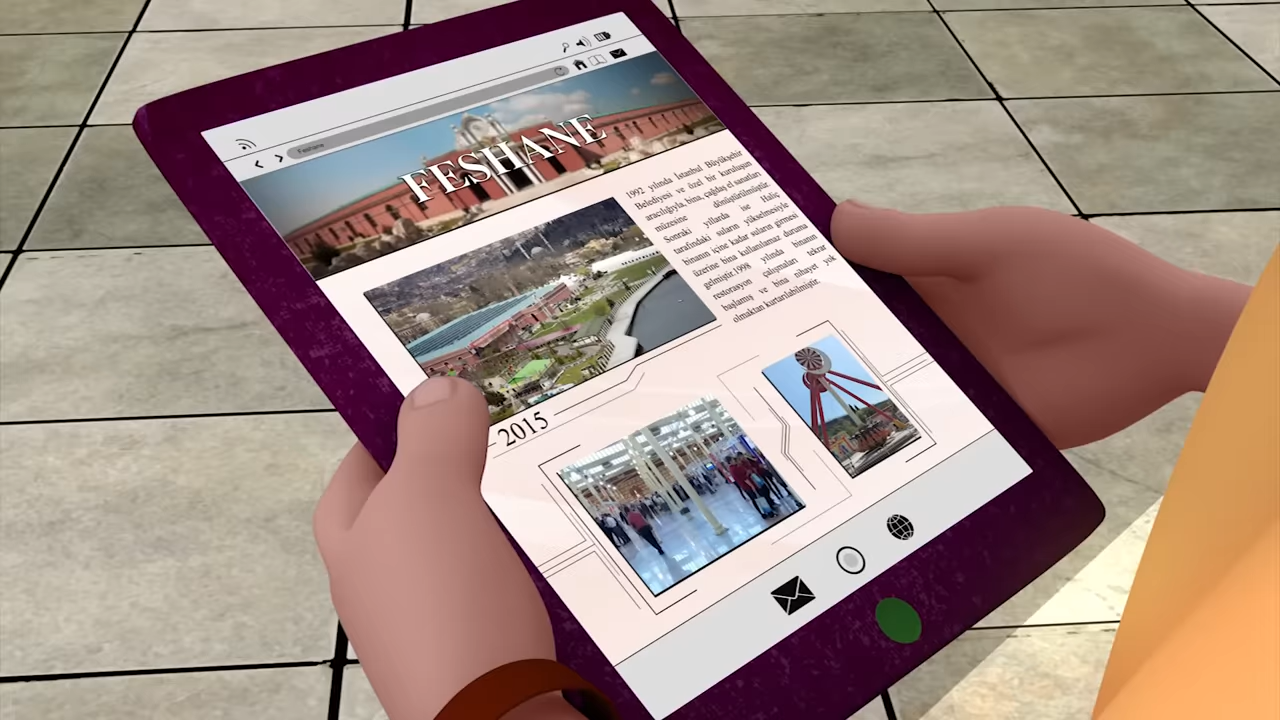 Feshane
FESHANE
1992 yılında İstanbul Büyükşehir
Belediyesi ve özel bir kuruluşun
aracılığıyla, bina, çağdaş el sanatları
müzesine dönüştürülmüştür.
Sonraki yıllarda ise Haliç
tarafındaki suların yükselmesiyle
binanın içine kadar suların girmesi
üzerine bina kullanılamaz duruma
gelmiştir.1998 yılında binanın
restorasyon çalışmaları tekrar
başlamış ve bina nihayet yok
olmaktan kurtarılabilmiştir.
2015